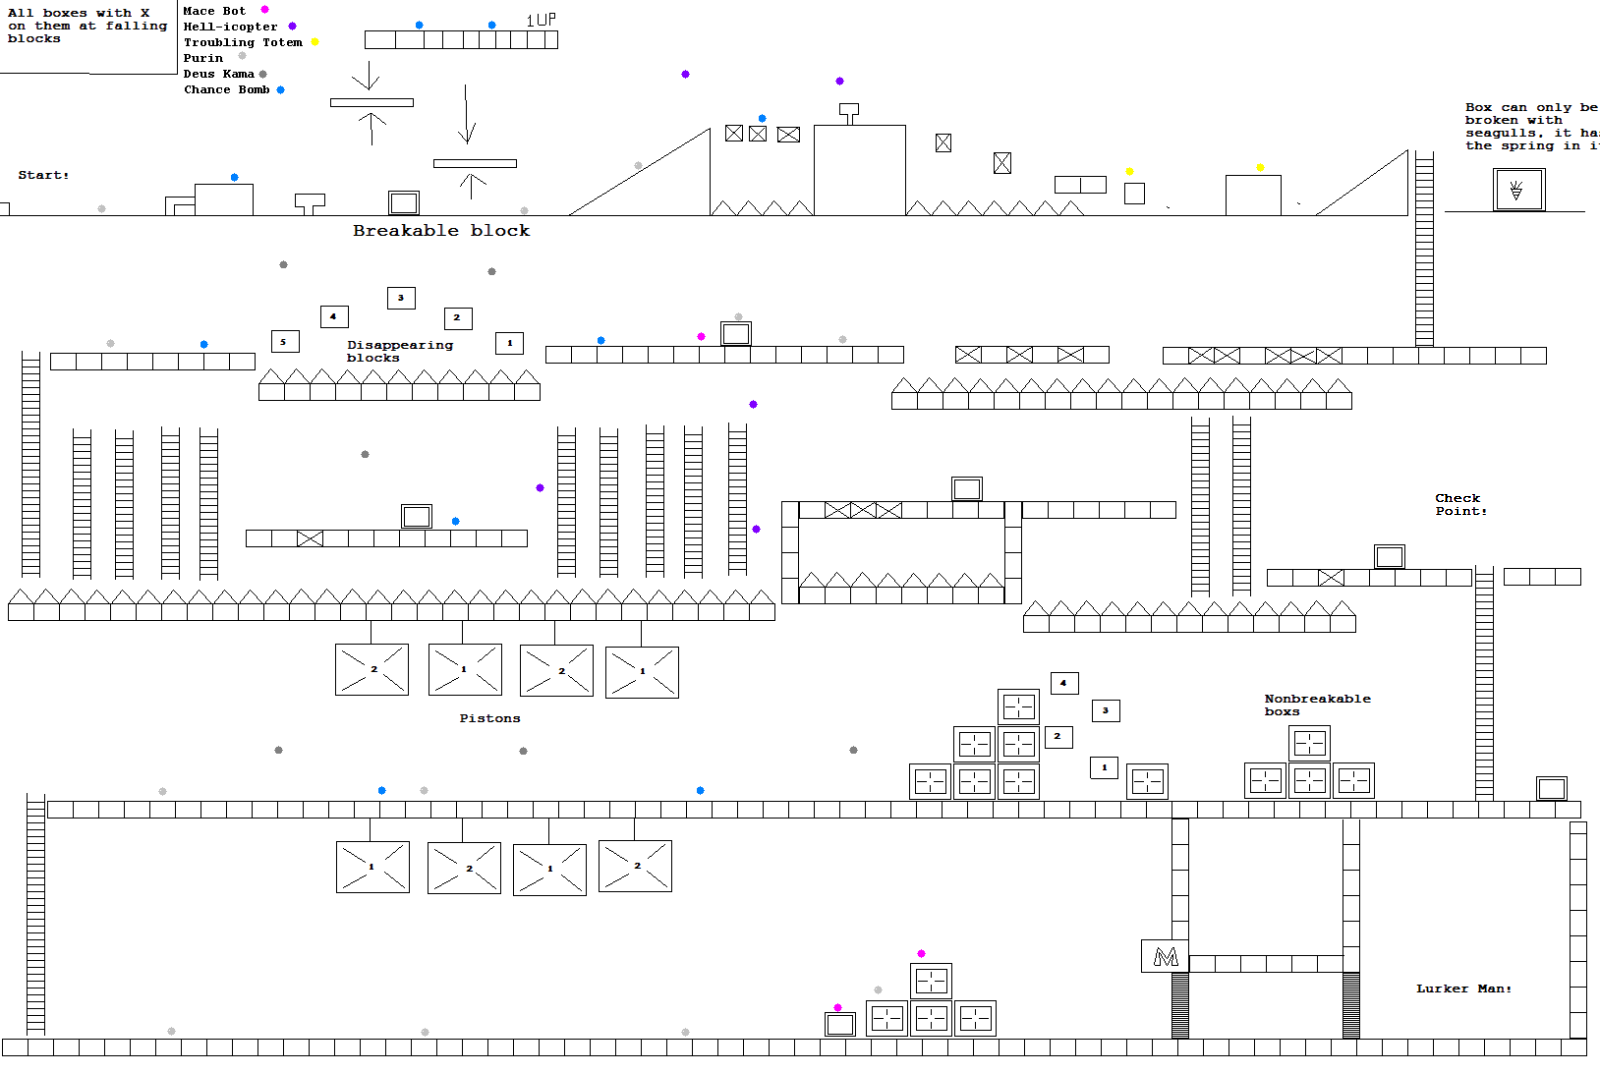 All boxes with X
on them at falling
blocks
Mace Bot
Hell-icopter
Troubling Totem
Purin
Deus Kama
Chance Bomb
1UP
Box can only be
broken with
seagulls, it has
the spring in i
Start!
Breakable block
3
4
2
5
1
Disappearing
blocks
Check
Point!
2
1
2
1
Pistons
4
3
2
1
Nonbreakable
boxs
1
2
1
2
M
Lurker Man!